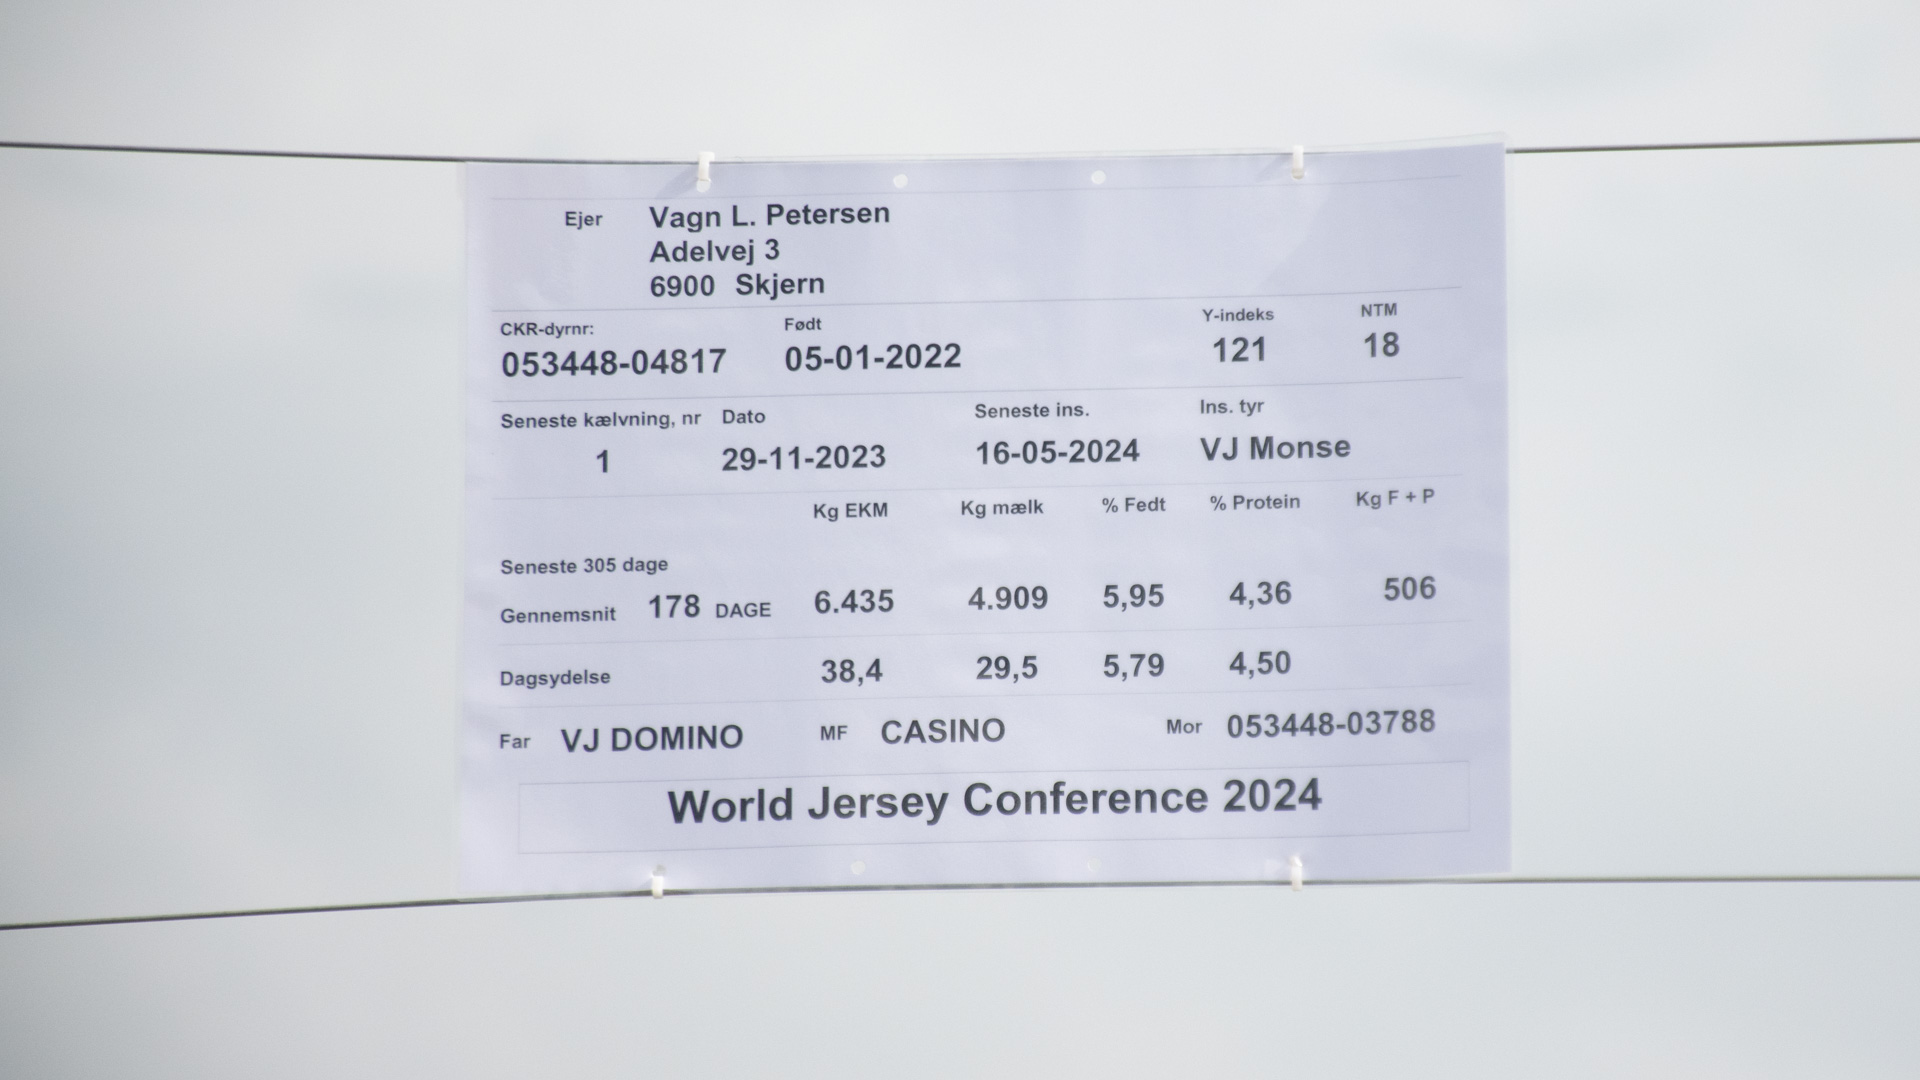 Ejer Vagn L. Petersen
Adelvej 3
6900 Skjern
CKR-dyrnr: Født Y-indeks NTM
053448-04817 05-01-2022 121 18
Seneste kælvning, nr Dato Seneste ins. Ins. tyr
1 29-11-2023 16-05-2024 VJ Monse
Kg EKM Kg mælk % Fedt % Protein Kg F + P
Seneste 305 dage
Gennemsnit 178 DAGE 6.435 4.909 5,95 4,36 506
Dagsydelse 38,4 29,5 5,79 4,50
Far VJ DOMINO MF CASINO Mor 053448-03788
World Jersey Conference 2024